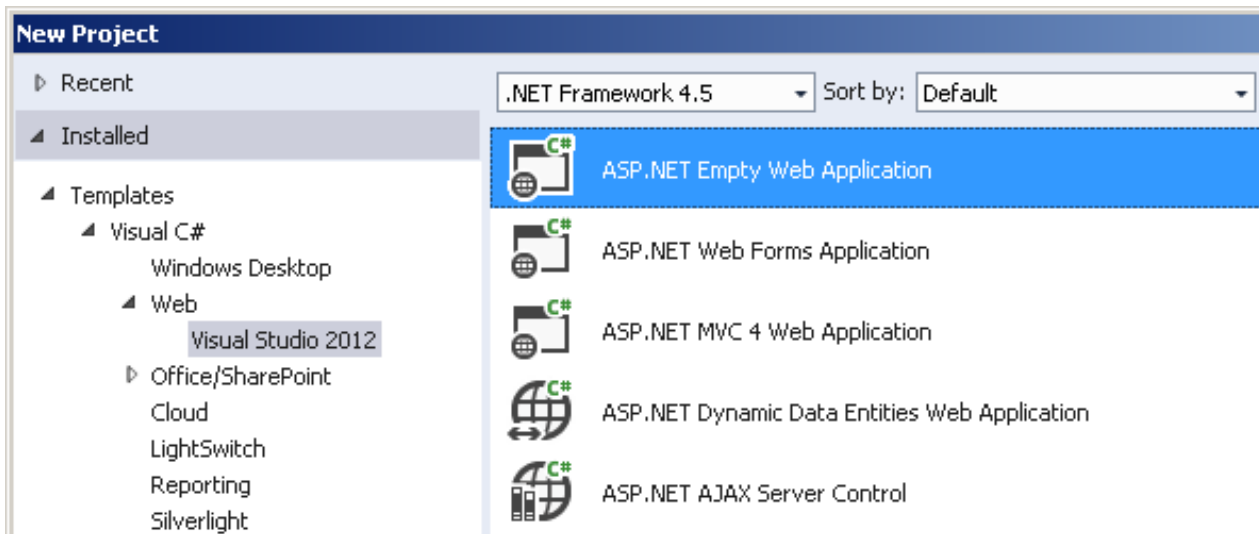 New Project
Recent
Installed
Templates
Visual C#
Windows Desktop
Web
Visual Studio 2012
Office/SharePoint
Cloud
LightSwitch
Reporting
Silverlight
.NET Framework 4.5 Sort by: Default
C#
ASP.NET Empty Web Application
C#
ASP.NET Web Forms Application
C#
ASP.NET MVC 4 Web Application
C#
ASP.NET Dynamic Data Entities Web Application
C#
ASP.NET AJAX Server Control